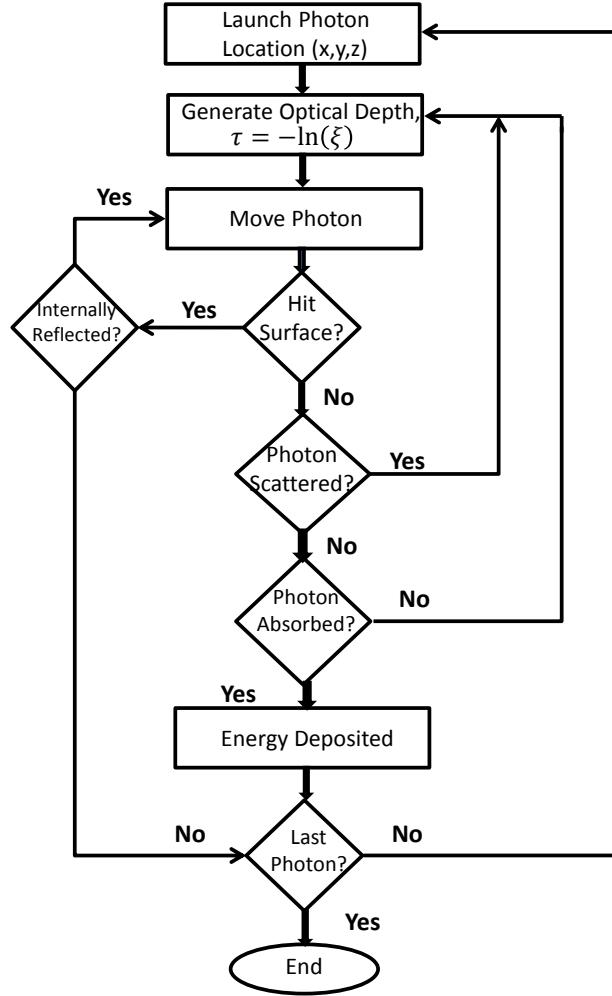 Launch Photon
Location (x,y,z)
Generate Optical Depth,
τ = −ln(ξ)
Yes
Move Photon
Internally
Reflected?
Yes
Hit
Surface?
No
Photon
Scattered?
Yes
No
Photon
Absorbed?
No
Yes
Energy Deposited
No
Last
Photon?
No
Yes
End